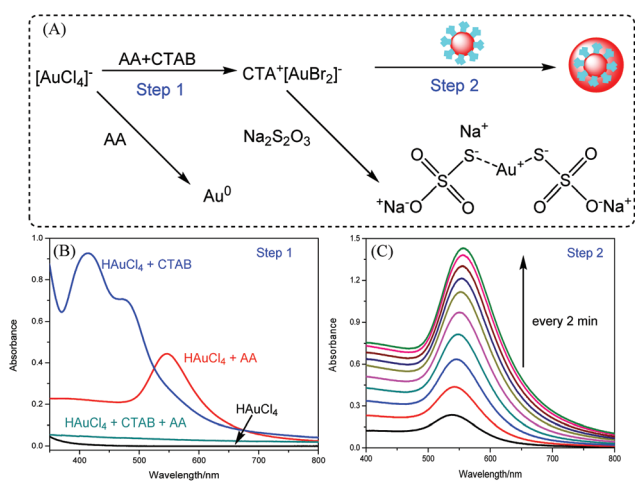 (A)
AA+CTAB
[AuCl₄]⁻
CTA⁺[AuBr₂]⁻
Step 1
Step 2
AA
Na₂S₂O₃
Au⁰
Na⁺
O S⁻ Au⁺ S⁻ O
S S
⁺Na⁻O O O O⁻Na⁺
(B)
Step 1
HAuCl₄ + CTAB
HAuCl₄ + AA
HAuCl₄
HAuCl₄ + CTAB + AA
1.0
0.8
0.6
0.4
0.2
0.0
Absorbance
400 500 600 700 800
Wavelength/nm
(C)
Step 2
every 2 min
1.5
1.2
0.9
0.6
0.3
0.0
Absorbance
400 500 600 700 800
Wavelength/nm